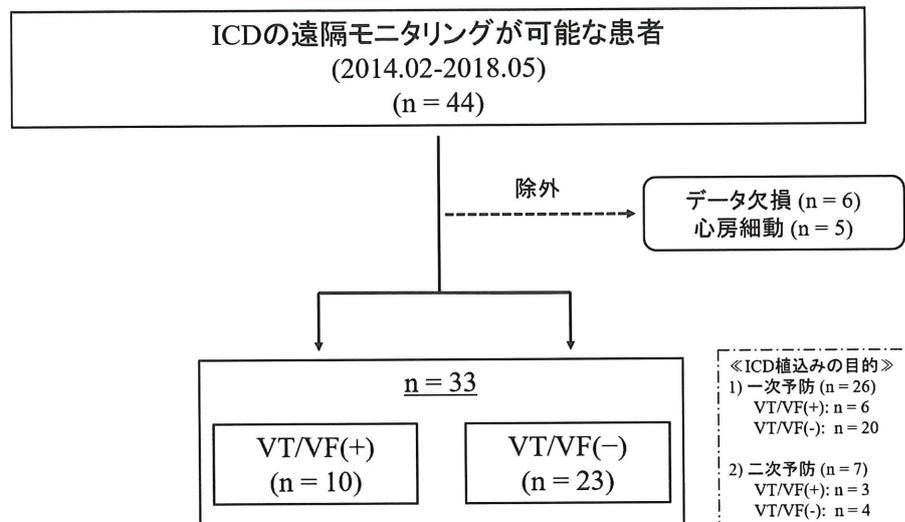 ICDの遠隔モニタリングが可能な患者
(2014.02-2018.05)
(n = 44)
除外
データ欠損 (n = 6)
心房細動 (n = 5)
n = 33
VT/VF(+)
(n = 10)
VT/VF(−)
(n = 23)
≪ICD植込みの目的≫
1) 一次予防 (n = 26)
VT/VF(+): n = 6
VT/VF(-): n = 20
2) 二次予防 (n = 7)
VT/VF(+): n = 3
VT/VF(-): n = 4